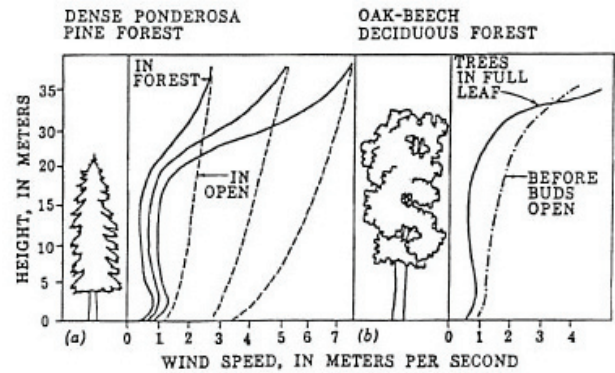 DENSE PONDEROSA
PINE FOREST
OAK-BEECH
DECIDUOUS FOREST
HEIGHT, IN METERS
35
30
20
15
10
5
0
(a)
IN
FOREST
IN
OPEN
0 1 2 3 4 5 6 7
(b)
TREES
IN FULL
LEAF
BEFORE
BUDS
OPEN
0 1 2 3 4
WIND SPEED, IN METERS PER SECOND